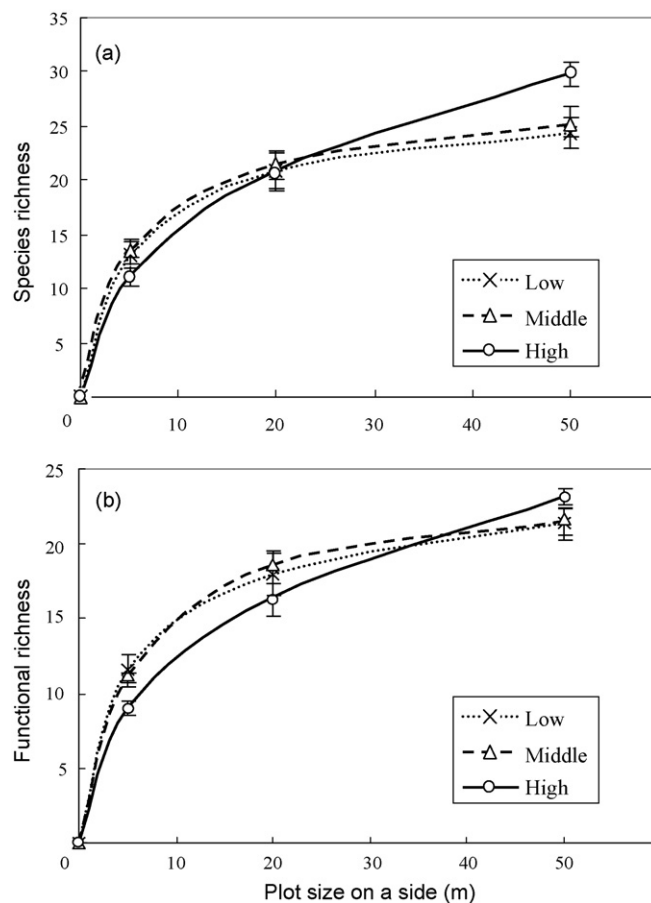 35
(a)
30
25
20
15
10
5
0 10 20 30 40 50
Species richness
Low
Middle
High
25
(b)
20
15
10
5
0 10 20 30 40 50
Functional richness
Low
Middle
High
Plot size on a side (m)